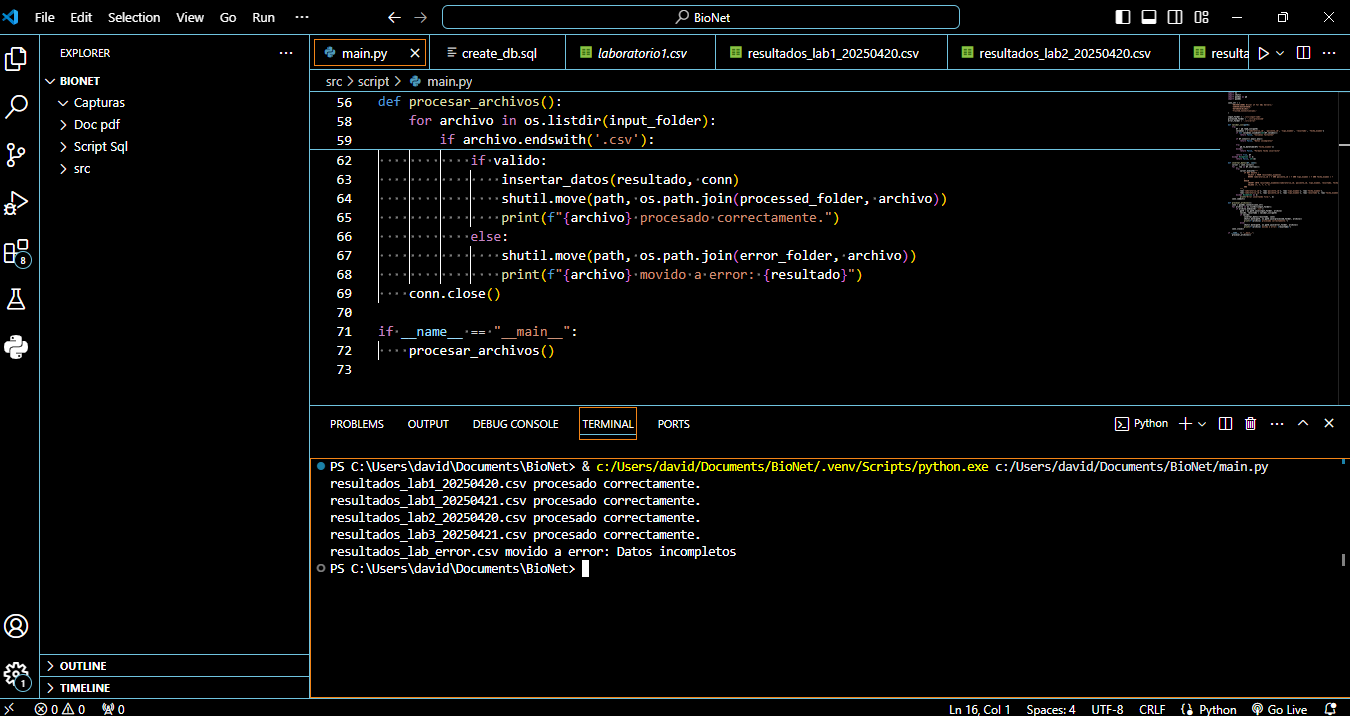 File Edit Selection View Go Run ···
BioNet
EXPLORER ···
BIONET
Capturas
Doc pdf
Script Sql
src
OUTLINE
TIMELINE
8
1
main.py
create_db.sql
laboratorio1.csv
resultados_lab1_20250420.csv
resultados_lab2_20250420.csv
resulta
src > script > main.py
56 def procesar_archivos():
58 for archivo in os.listdir(input_folder):
59 if archivo.endswith('.csv'):
62 if valido:
63 insertar_datos(resultado, conn)
64 shutil.move(path, os.path.join(processed_folder, archivo))
65 print(f"{archivo} procesado correctamente.")
66 else:
67 shutil.move(path, os.path.join(error_folder, archivo))
68 print(f"{archivo} movido a error: {resultado}")
69 conn.close()
70
71 if __name__ == "__main__":
72 procesar_archivos()
73
PROBLEMS OUTPUT DEBUG CONSOLE TERMINAL PORTS
Python
PS C:\Users\david\Documents\BioNet> & c:/Users/david/Documents/BioNet/.venv/Scripts/python.exe c:/Users/david/Documents/BioNet/main.py
resultados_lab1_20250420.csv procesado correctamente.
resultados_lab1_20250421.csv procesado correctamente.
resultados_lab2_20250420.csv procesado correctamente.
resultados_lab3_20250421.csv procesado correctamente.
resultados_lab_error.csv movido a error: Datos incompletos
PS C:\Users\david\Documents\BioNet>
0 0 0
Ln 16, Col 1 Spaces: 4 UTF-8 CRLF Python Go Live